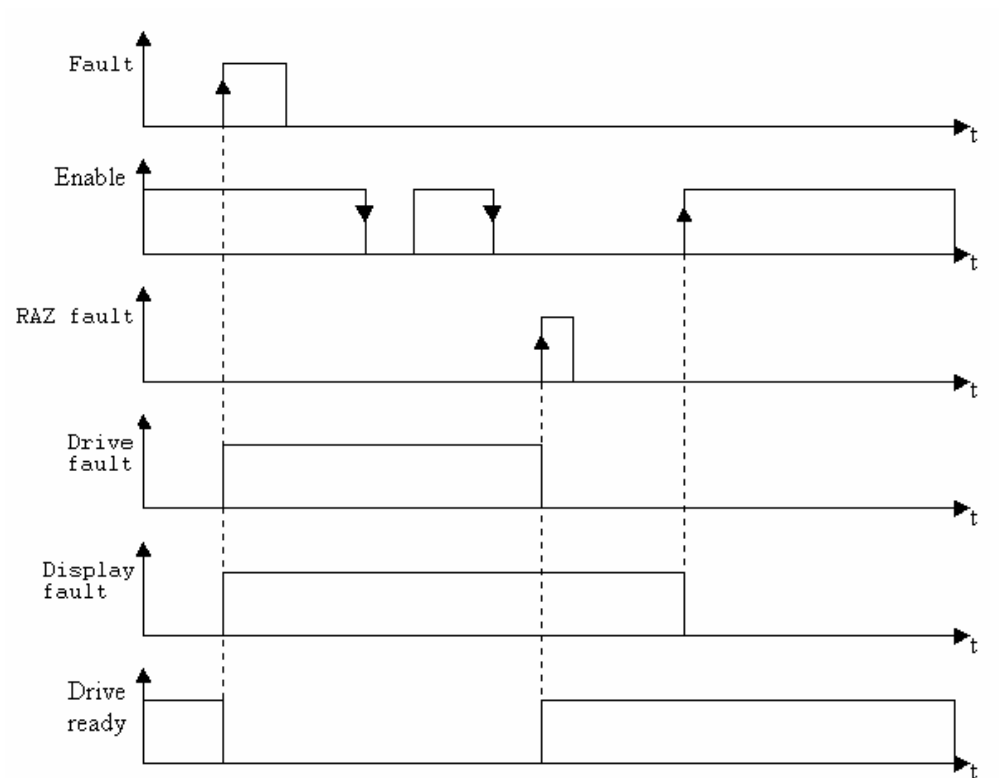 Fault
t
Enable
t
RAZ fault
t
Drive
fault
t
Display
fault
t
Drive
ready
t